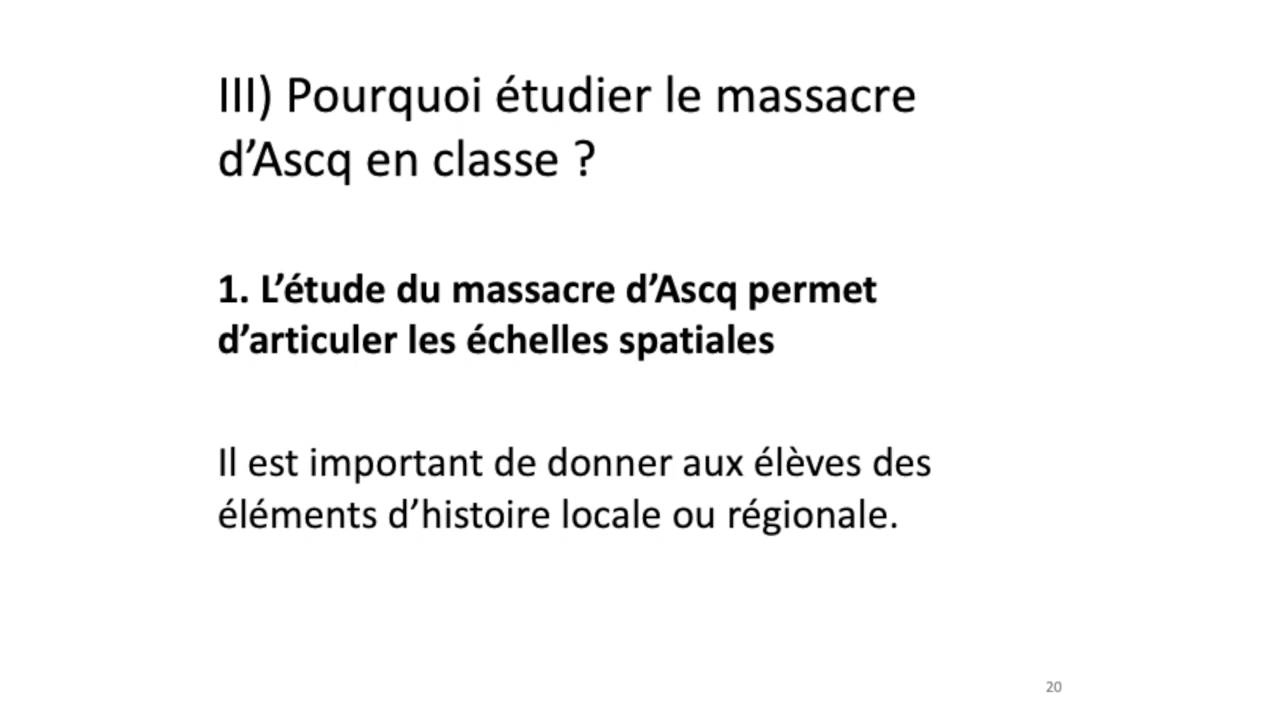 III) Pourquoi étudier le massacre
d’Ascq en classe ?
1. L’étude du massacre d’Ascq permet
d’articuler les échelles spatiales
Il est important de donner aux élèves des
éléments d’histoire locale ou régionale.
20